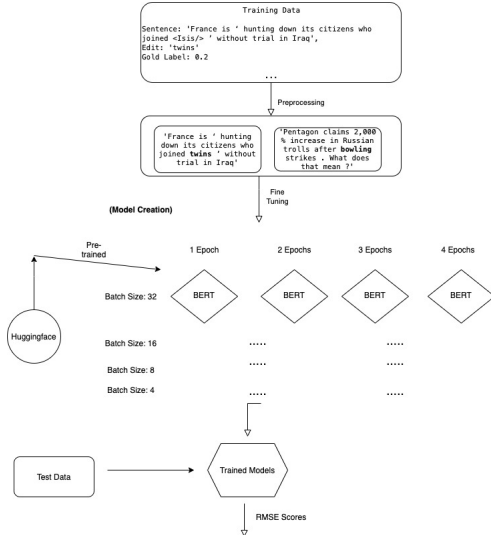 Training Data
Sentence: 'France is ‘ hunting down its citizens who
joined <Isis/> ‘ without trial in Iraq',
Edit: 'twins'
Gold Label: 0.2
...
Preprocessing
'France is ‘ hunting
down its citizens who
joined twins ‘ without
trial in Iraq'
'Pentagon claims 2,000
% increase in Russian
trolls after bowling
strikes . What does
that mean ?'
Fine
Tuning
(Model Creation)
Pre-
trained
1 Epoch 2 Epochs 3 Epochs 4 Epochs
Batch Size: 32 BERT BERT BERT BERT
Huggingface
Batch Size: 16 ..... .....
Batch Size: 8 ..... .....
Batch Size: 4 ..... .....
Test Data
Trained Models
RMSE Scores